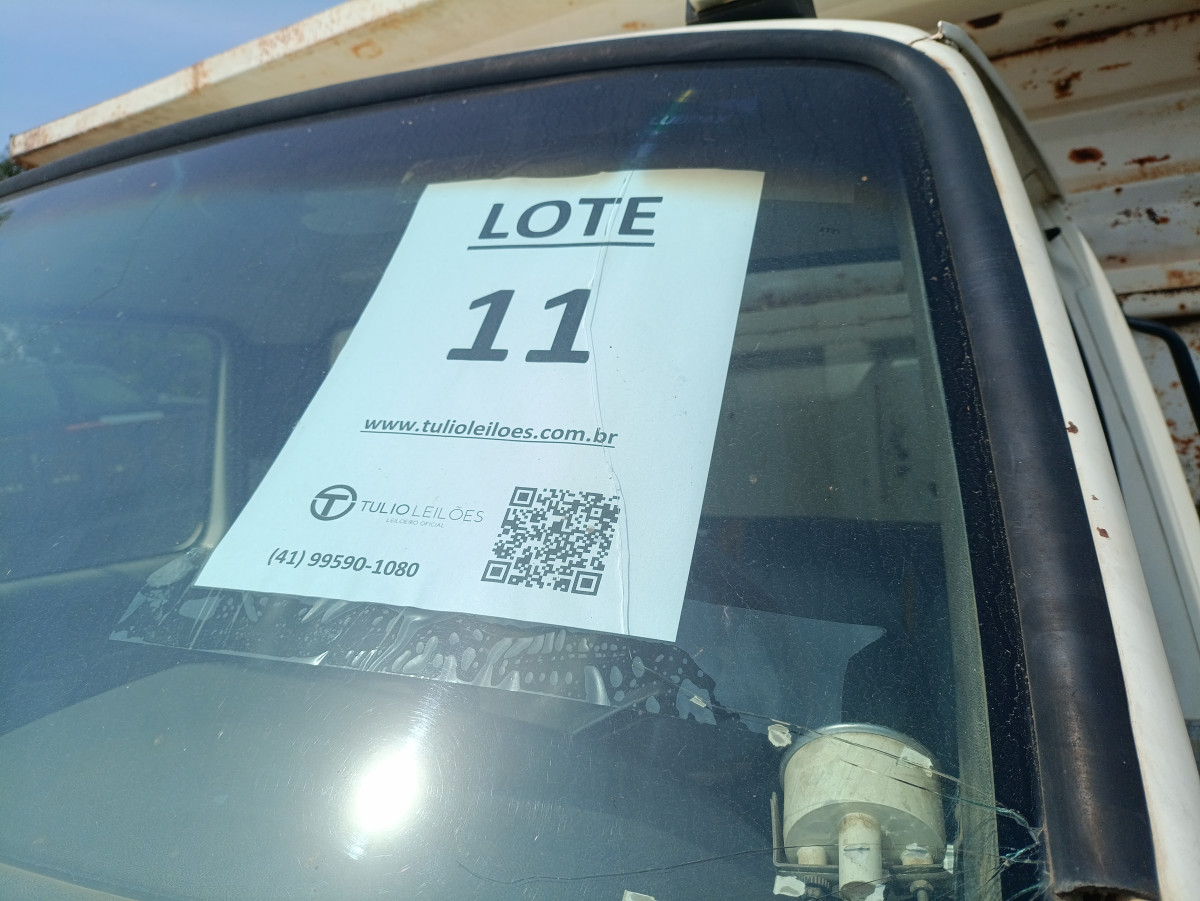 LOTE
11
www.tulioleiloes.com.br
TULIO LEILÕES
LEILOEIRO OFICIAL
(41) 99590-1080